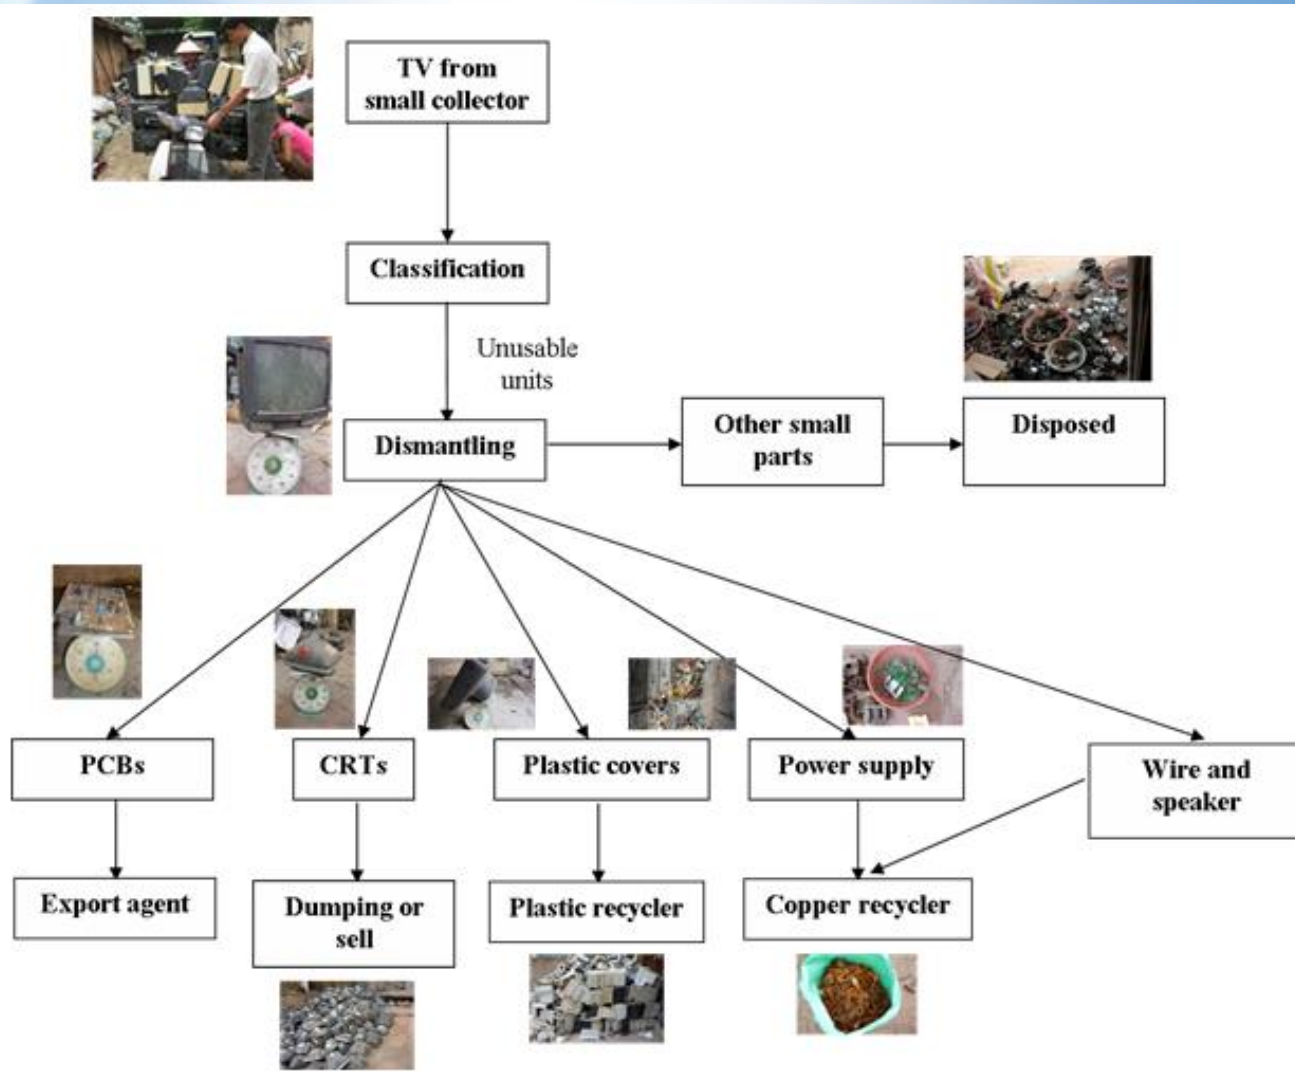 TV from
small collector
Classification
Unusable
units
Dismantling
Other small
parts
Disposed
PCBs
CRTs
Plastic covers
Power supply
Wire and
speaker
Export agent
Dumping or
sell
Plastic recycler
Copper recycler